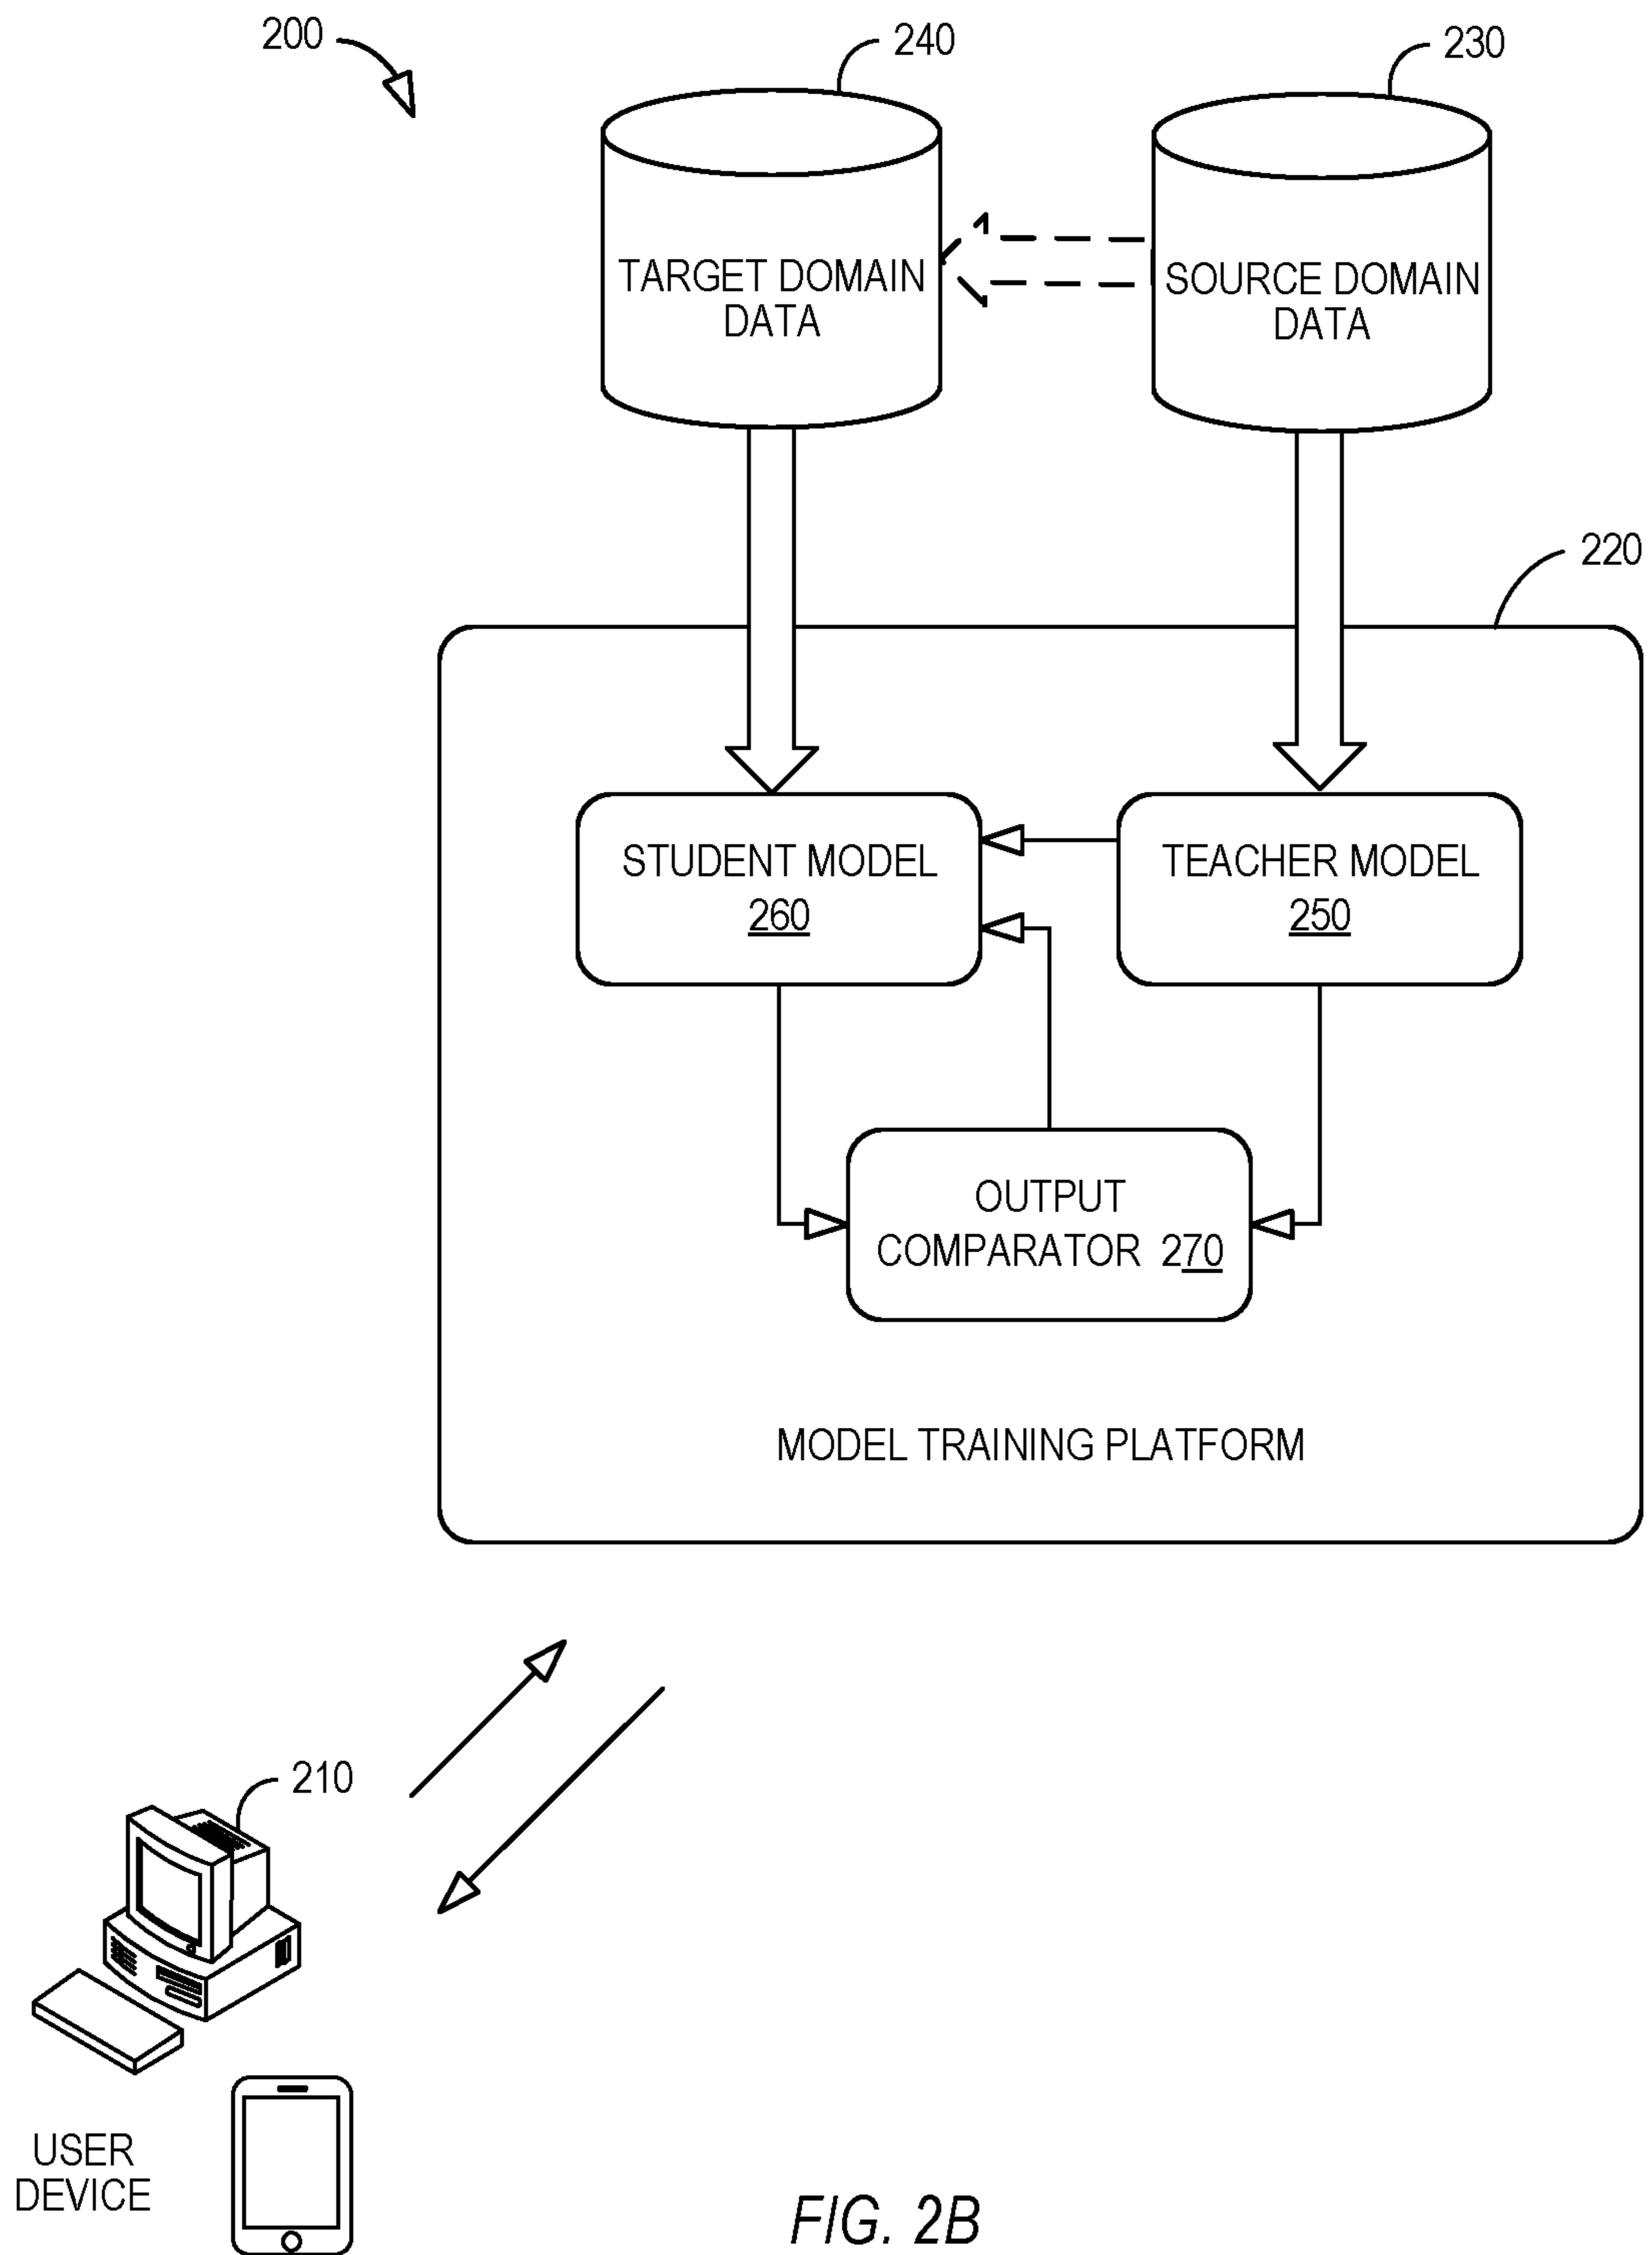 200
240
230
TARGET DOMAIN
DATA
SOURCE DOMAIN
DATA
220
STUDENT MODEL
260
TEACHER MODEL
250
OUTPUT
COMPARATOR 270
MODEL TRAINING PLATFORM
210
USER
DEVICE
FIG. 2B